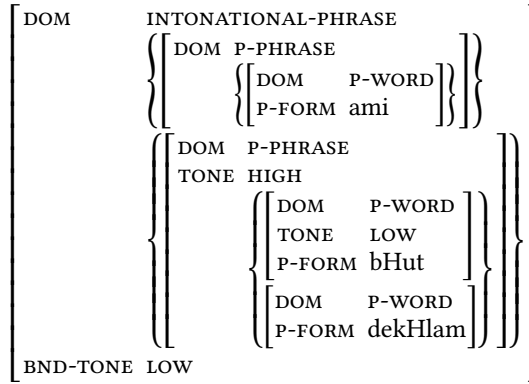 DOM INTONATIONAL-PHRASE
DOM P-PHRASE
DOM P-WORD
P-FORM ami
DOM P-PHRASE
TONE HIGH
DOM P-WORD
TONE LOW
P-FORM bHut
DOM P-WORD
P-FORM dekHlam
BND-TONE LOW